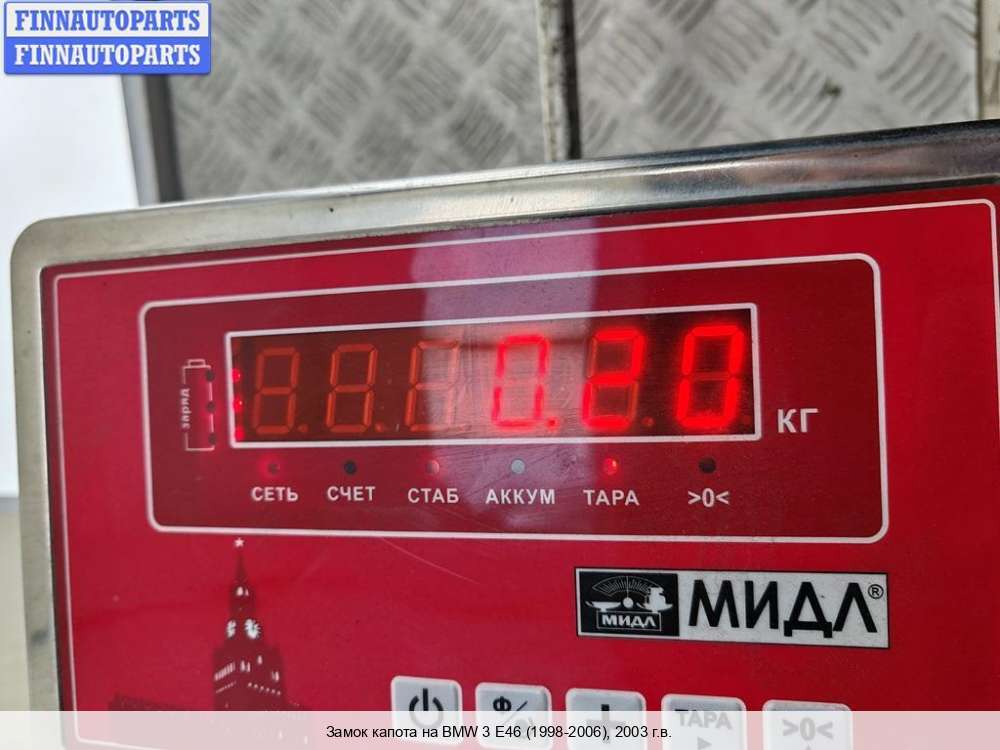 FINNAUTOPARTS
FINNAUTOPARTS
заряд
0.20 КГ
СЕТЬ СЧЕТ СТАБ АККУМ ТАРА >0<
МИДЛ
МИДЛ®
Ф/
+
ТАРА
>0<
Замок капота на BMW 3 E46 (1998-2006), 2003 г.в.